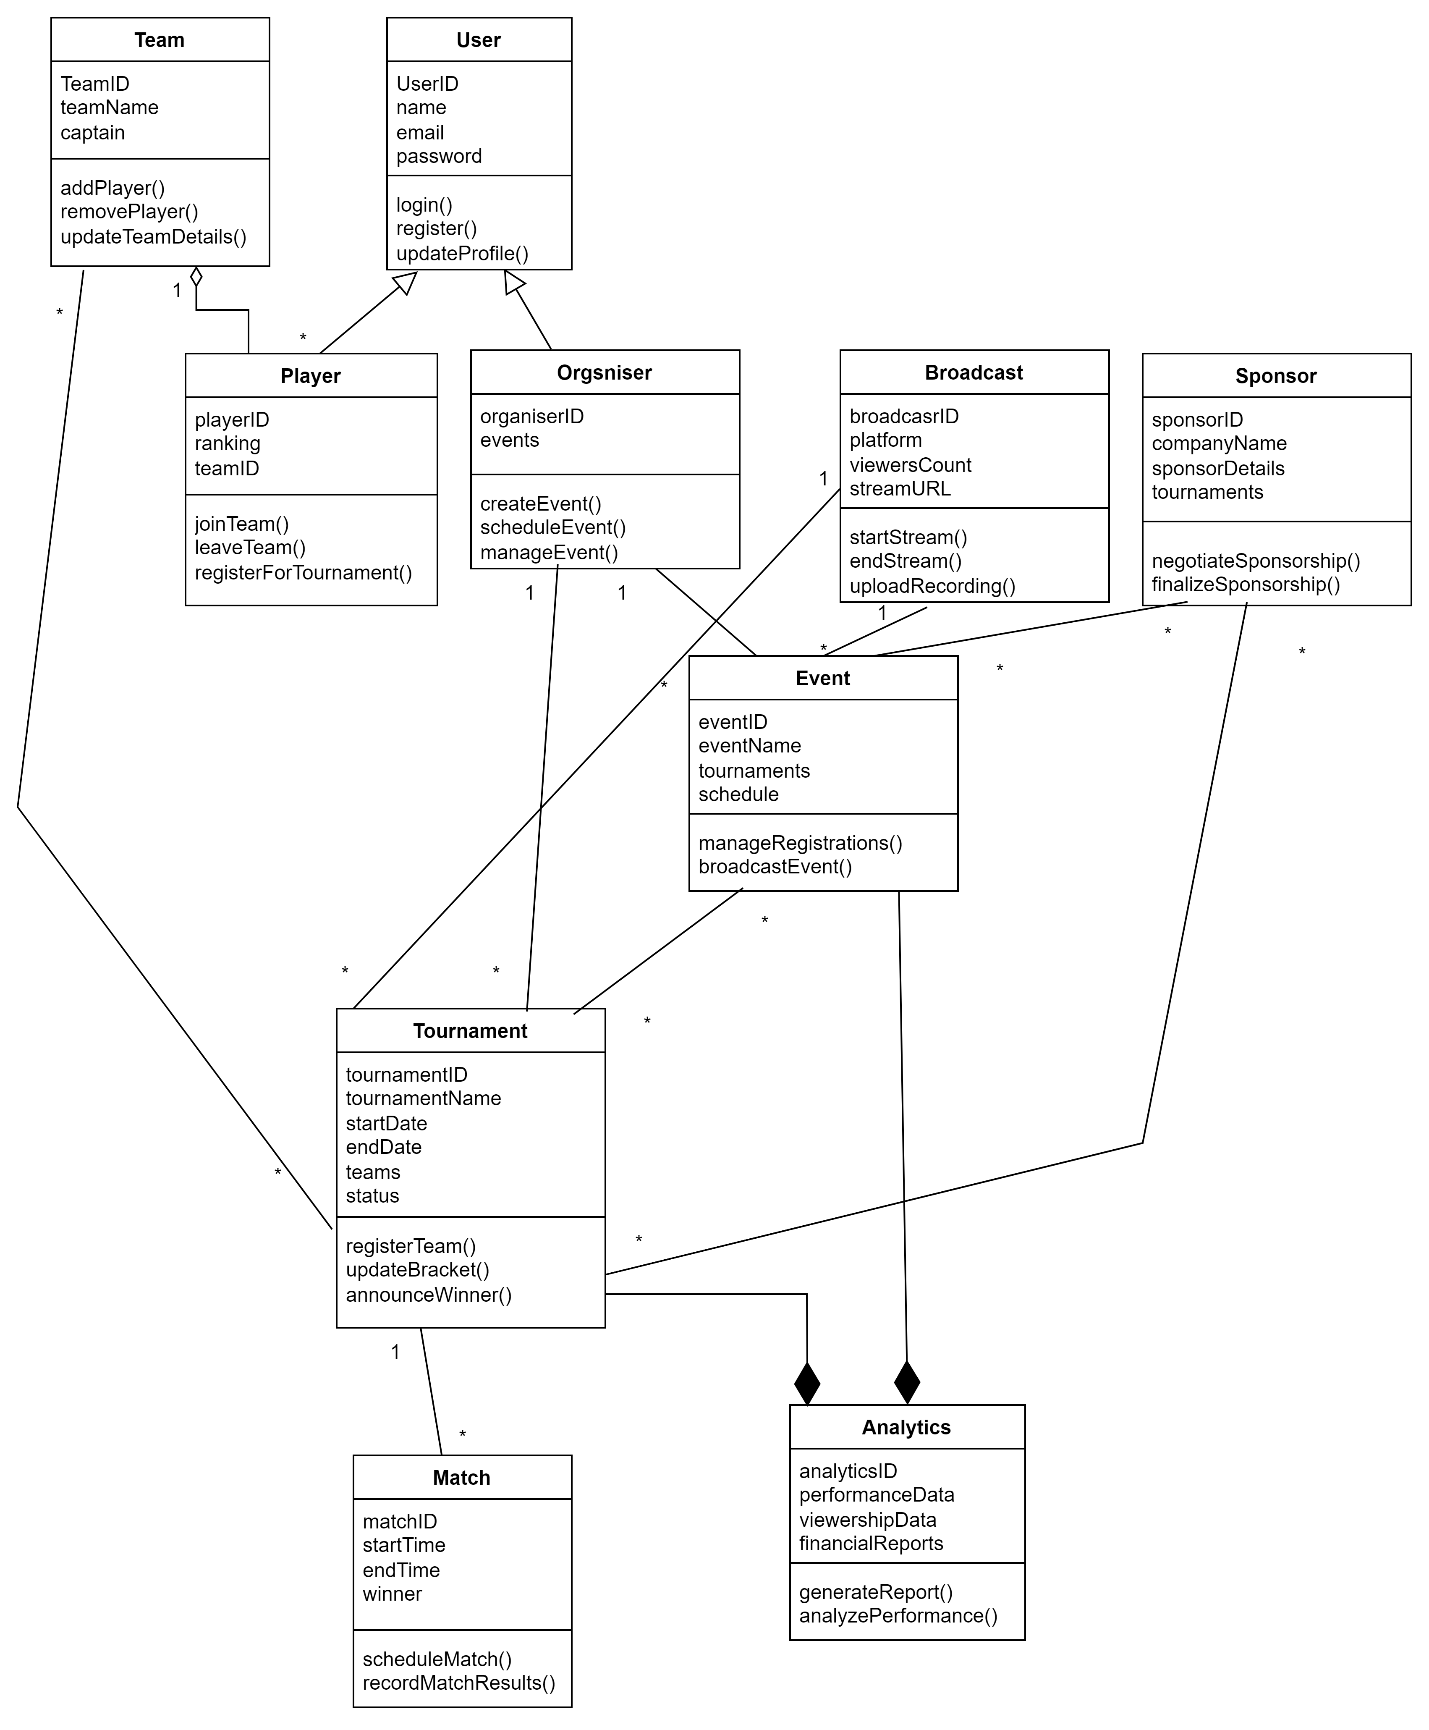 Team
TeamID
teamName
captain
addPlayer()
removePlayer()
updateTeamDetails()
User
UserID
name
email
password
login()
register()
updateProfile()
1
*
*
Player
playerID
ranking
teamID
joinTeam()
leaveTeam()
registerForTournament()
Orgsniser
organiserID
events
createEvent()
scheduleEvent()
manageEvent()
Broadcast
broadcasrID
platform
viewersCount
streamURL
startStream()
endStream()
uploadRecording()
Sponsor
sponsorID
companyName
sponsorDetails
tournaments
negotiateSponsorship()
finalizeSponsorship()
1
1
1
1
*
*
*
*
*
Event
eventID
eventName
tournaments
schedule
manageRegistrations()
broadcastEvent()
*
*
*
*
Tournament
tournamentID
tournamentName
startDate
endDate
teams
status
registerTeam()
updateBracket()
announceWinner()
*
*
1
*
Match
matchID
startTime
endTime
winner
scheduleMatch()
recordMatchResults()
Analytics
analyticsID
performanceData
viewershipData
financialReports
generateReport()
analyzePerformance()